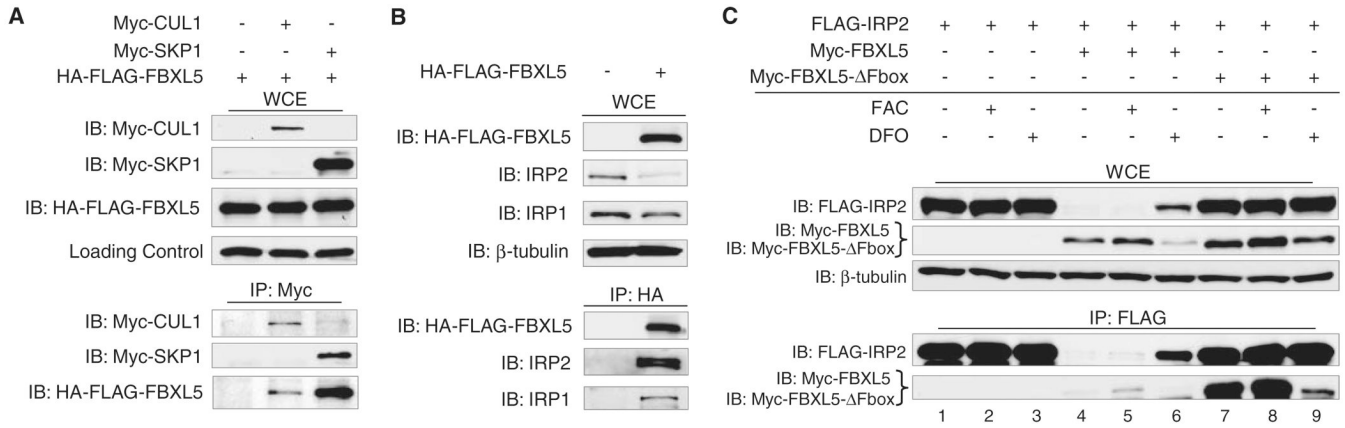 A
Myc-CUL1 - + -
Myc-SKP1 - - +
HA-FLAG-FBXL5 + + +
WCE
IB: Myc-CUL1
IB: Myc-SKP1
IB: HA-FLAG-FBXL5
Loading Control
IP: Myc
IB: Myc-CUL1
IB: Myc-SKP1
IB: HA-FLAG-FBXL5
B
HA-FLAG-FBXL5 - +
WCE
IB: HA-FLAG-FBXL5
IB: IRP2
IB: IRP1
IB: β-tubulin
IP: HA
IB: HA-FLAG-FBXL5
IB: IRP2
IB: IRP1
C
FLAG-IRP2 + + + + + + + + +
Myc-FBXL5 - - - + + + - - -
Myc-FBXL5-ΔFbox - - - - - - + + +
FAC - + - - + - - + -
DFO - - + - - + - - +
WCE
IB: FLAG-IRP2
IB: Myc-FBXL5
IB: Myc-FBXL5-ΔFbox
IB: β-tubulin
IP: FLAG
IB: FLAG-IRP2
IB: Myc-FBXL5
IB: Myc-FBXL5-ΔFbox
1 2 3 4 5 6 7 8 9